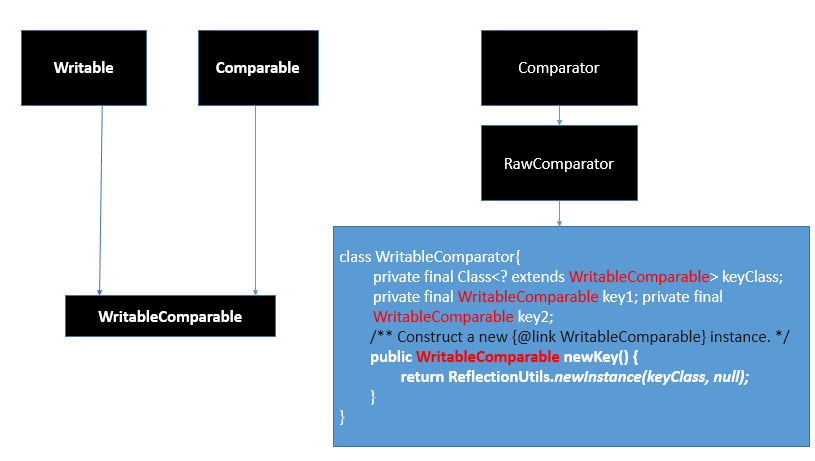 Writable
Comparable
Comparator
RawComparator
WritableComparable
class WritableComparator{
private final Class<? extends WritableComparable> keyClass;
private final WritableComparable key1; private final
WritableComparable key2;
/** Construct a new {@link WritableComparable} instance. */
public WritableComparable newKey() {
return ReflectionUtils.newInstance(keyClass, null);
}
}